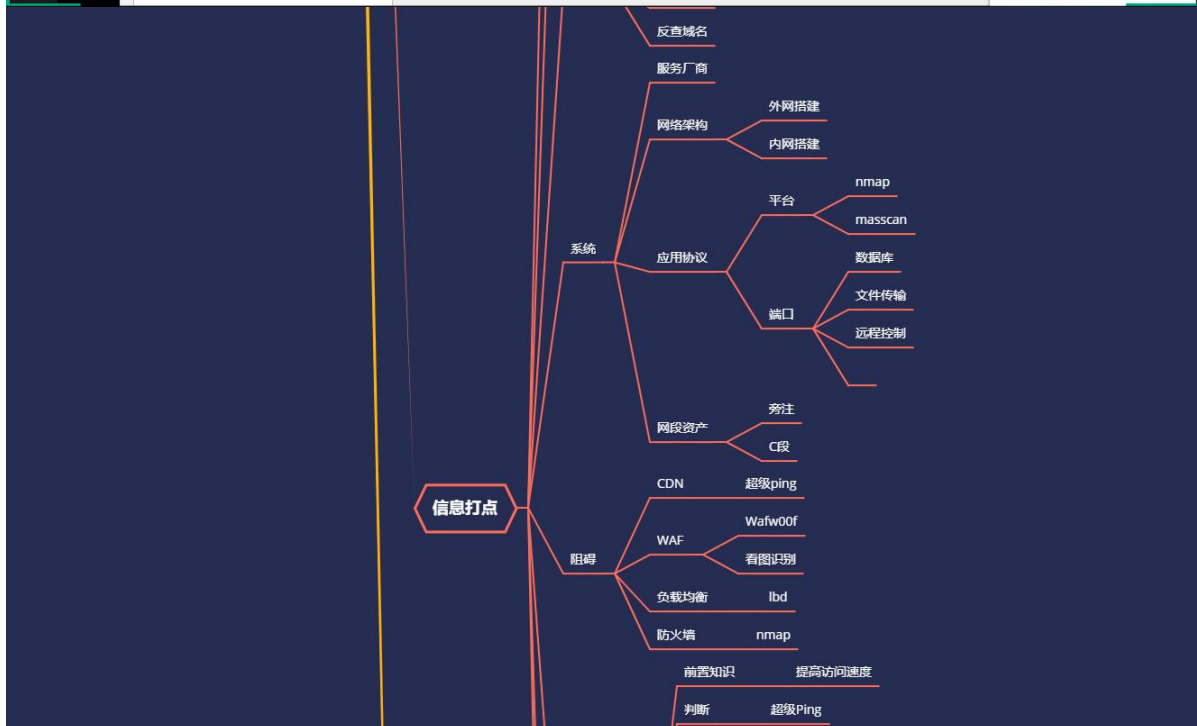 反查域名
服务厂商
网络架构
外网搭建
内网搭建
系统
应用协议
平台
nmap
masscan
端口
数据库
文件传输
远程控制
网段资产
旁注
C段
信息打点
阻碍
CDN
超级ping
WAF
Wafw00f
看图识别
负载均衡
lbd
防火墙
nmap
前置知识
提高访问速度
判断
超级Ping